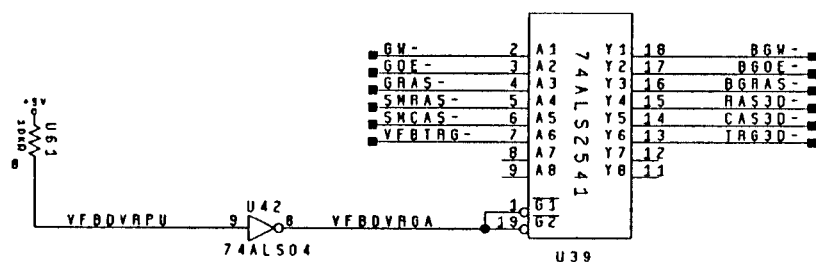 GW- 2 A1 Y1 18 BGW-
GOE- 3 A2 Y2 17 BGOE-
GRAS- 4 A3 Y3 16 BGRAS-
SMRAS- 5 A4 Y4 15 RAS3D-
SMCAS- 6 A5 Y5 14 CAS3D-
VFBTRG- 7 A6 Y6 13 TRG3D-
8 A7 Y7 12
9 A8 Y8 11
74ALS2541
1 G1
19 G2
U39
U61
8
VFBDVRPU 9
U42
74ALS04
8 VFBDVRGA